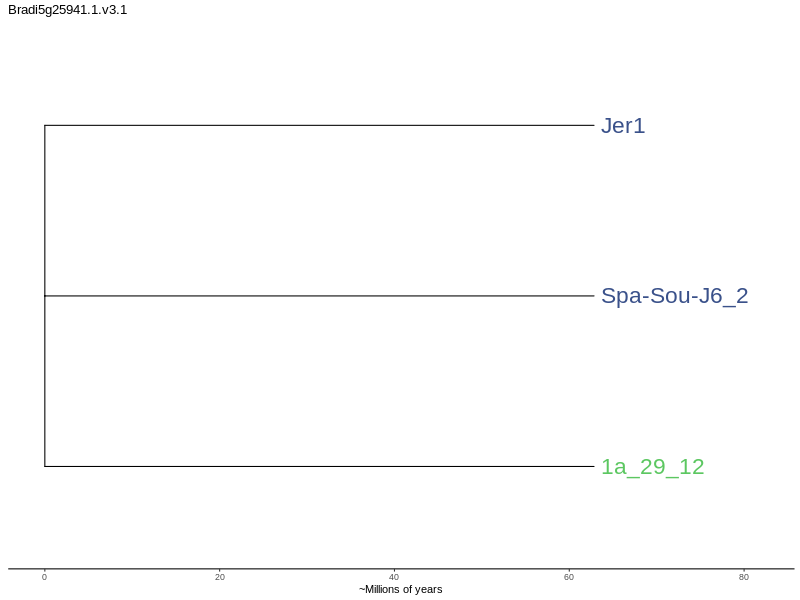 Bradi5g25941.1.v3.1
Jer1
Spa-Sou-J6_2
1a_29_12
0 20 40 60 80
~Millions of years